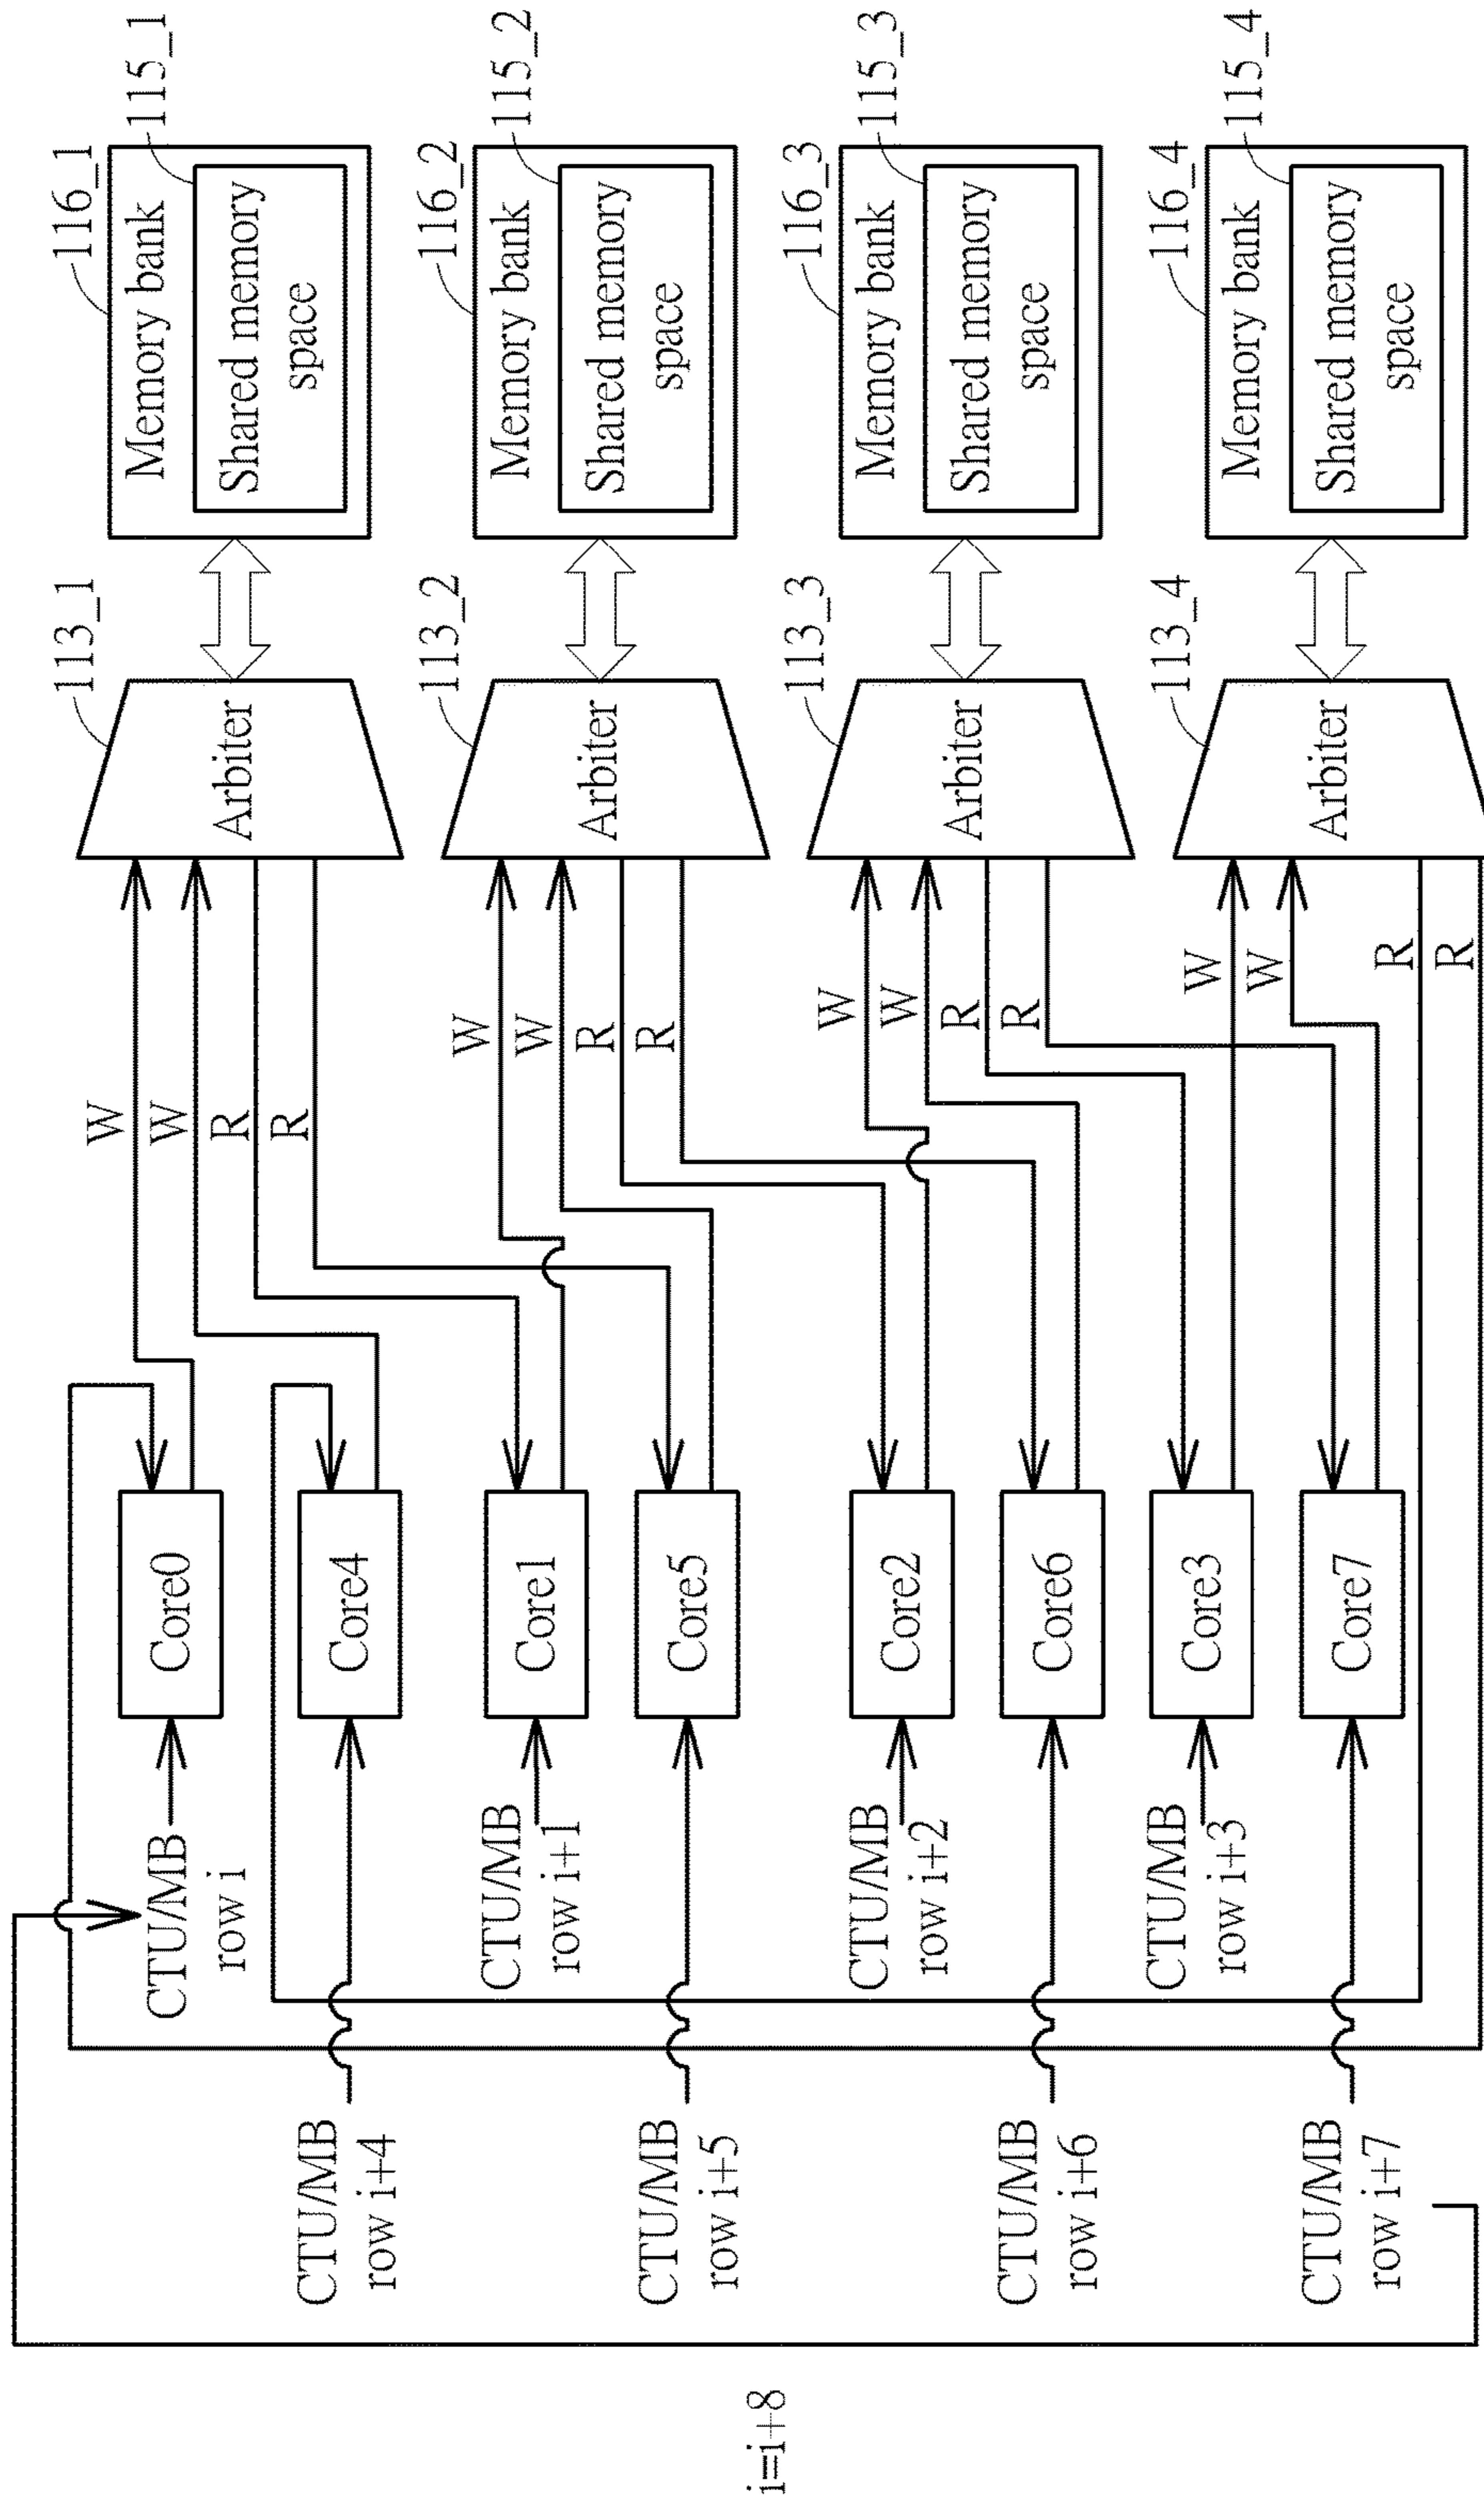 116_1
Memory bank
115_1
Shared memory
space
113_1
Arbiter
W
W
R
R
Core0
CTU/MB
row i
Core4
CTU/MB
row i+4
116_2
Memory bank
115_2
Shared memory
space
113_2
Arbiter
W
W
R
R
Core1
CTU/MB
row i+1
Core5
CTU/MB
row i+5
116_3
Memory bank
115_3
Shared memory
space
113_3
Arbiter
W
W
R
R
Core2
CTU/MB
row i+2
Core6
CTU/MB
row i+6
116_4
Memory bank
115_4
Shared memory
space
113_4
Arbiter
W
W
R
R
Core3
CTU/MB
row i+3
Core7
CTU/MB
row i+7
i=i+8